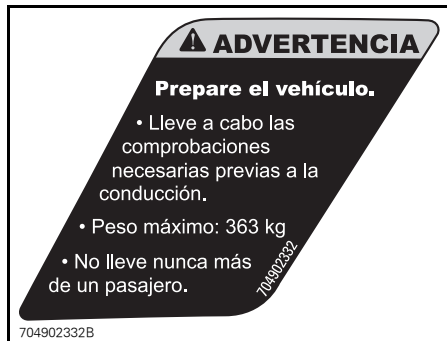 ADVERTENCIA
Prepare el vehículo.
• Lleve a cabo las
comprobaciones
necesarias previas a la
conducción.
• Peso máximo: 363 kg
• No lleve nunca más
de un pasajero.
704902332
704902332B